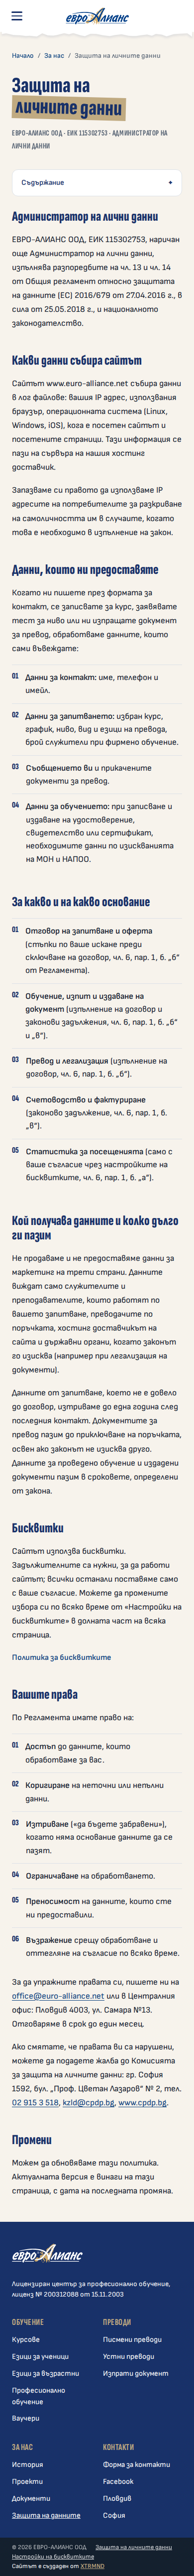 евроАлианс
Начало / За нас / Защита на лични данни
Защита на
личните данни
ЕВРО-АЛИАНС ООД · ЕИК 115302753 · АДМИНИСТРАТОР НА
ЛИЧНИ ДАННИ
Съдържание +
Администратор на лични данни
ЕВРО-АЛИАНС ООД, ЕИК 115302753, наричан
още Администратор на лични данни,
изпълнява разпоредбите на чл. 13 и чл. 14
от Общия регламент относно защитата
на данните (ЕС) 2016/679 от 27.04.2016 г., в
сила от 25.05.2018 г., и националното
законодателство.
Какви данни събира сайтът
Сайтът www.euro-alliance.net събира данни
в лог файлове: вашия IP адрес, използвания
браузър, операционната система (Linux,
Windows, iOS), кога е посетен сайтът и
посетените страници. Тази информация се
пази на сървъра на нашия хостинг
доставчик.
Запазваме си правото да използваме IP
адресите на потребителите за разкриване
на самоличността им в случаите, когато
това е необходимо в изпълнение на закон.
Данни, които ни предоставяте
Когато ни пишете през формата за
контакт, се записвате за курс, заявявате
тест за ниво или ни изпращате документ
за превод, обработваме данните, които
сами въвеждате:
01 Данни за контакт: име, телефон и
имейл.
02 Данни за запитването: избран курс,
график, ниво, вид и езици на превода,
брой служители при фирмено обучение.
03 Съобщението ви и прикачените
документи за превод.
04 Данни за обучението: при записване и
издаване на удостоверение,
свидетелство или сертификат,
необходимите данни по изискванията
на МОН и НАПОО.
За какво и на какво основание
01 Отговор на запитване и оферта
(стъпки по ваше искане преди
сключване на договор, чл. 6, пар. 1, б. „б“
от Регламента).
02 Обучение, изпит и издаване на
документ (изпълнение на договор и
законови задължения, чл. 6, пар. 1, б. „б“
и „в“).
03 Превод и легализация (изпълнение на
договор, чл. 6, пар. 1, б. „б“).
04 Счетоводство и фактуриране
(законово задължение, чл. 6, пар. 1, б.
„в“).
05 Статистика за посещенията (само с
ваше съгласие чрез настройките на
бисквитките, чл. 6, пар. 1, б. „а“).
Кой получава данните и колко дълго
ги пазим
Не продаваме и не предоставяме данни за
маркетинг на трети страни. Данните
виждат само служителите и
преподавателите, които работят по
вашето запитване, преводачите по
поръчката, хостинг доставчикът на
сайта и държавни органи, когато законът
го изисква (например при легализация на
документи).
Данните от запитване, което не е довело
до договор, изтриваме до една година след
последния контакт. Документите за
превод пазим до приключване на поръчката,
освен ако законът не изисква друго.
Данните за проведено обучение и издадени
документи пазим в сроковете, определени
от закона.
Бисквитки
Сайтът използва бисквитки.
Задължителните са нужни, за да работи
сайтът; всички останали поставяме само
с ваше съгласие. Можете да промените
избора си по всяко време от «Настройки на
бисквитките» в долната част на всяка
страница.
Политика за бисквитките
Вашите права
По Регламента имате право на:
01 Достъп до данните, които
обработваме за вас.
02 Коригиране на неточни или непълни
данни.
03 Изтриване («да бъдете забравени»),
когато няма основание данните да се
пазят.
04 Ограничаване на обработването.
05 Преносимост на данните, които сте
ни предоставили.
06 Възражение срещу обработване и
оттегляне на съгласие по всяко време.
За да упражните правата си, пишете ни на
office@euro-alliance.net или в Централния
офис: Пловдив 4003, ул. Самара №13.
Отговаряме в срок до един месец.
Ако смятате, че правата ви са нарушени,
можете да подадете жалба до Комисията
за защита на личните данни: гр. София
1592, бул. „Проф. Цветан Лазаров“ № 2, тел.
02 915 3 518, kzld@cpdp.bg, www.cpdp.bg.
Промени
Можем да обновяваме тази политика.
Актуалната версия е винаги на тази
страница, с дата на последната промяна.
евроАлианс
Лицензиран център за професионално обучение,
лиценз № 200312088 от 15.11.2003
ОБУЧЕНИЕ
Курсове
Езици за ученици
Езици за възрастни
Професионално
обучение
Ваучери
ПРЕВОДИ
Писмени преводи
Устни преводи
Изпрати документ
ЗА НАС
История
Проекти
Документи
Защита на данните
КОНТАКТИ
Форма за контакти
Facebook
Пловдив
София
© 2026 ЕВРО-АЛИАНС ООД Защита на личните данни
Настройки на бисквитките
Сайтът е създаден от XTRMND